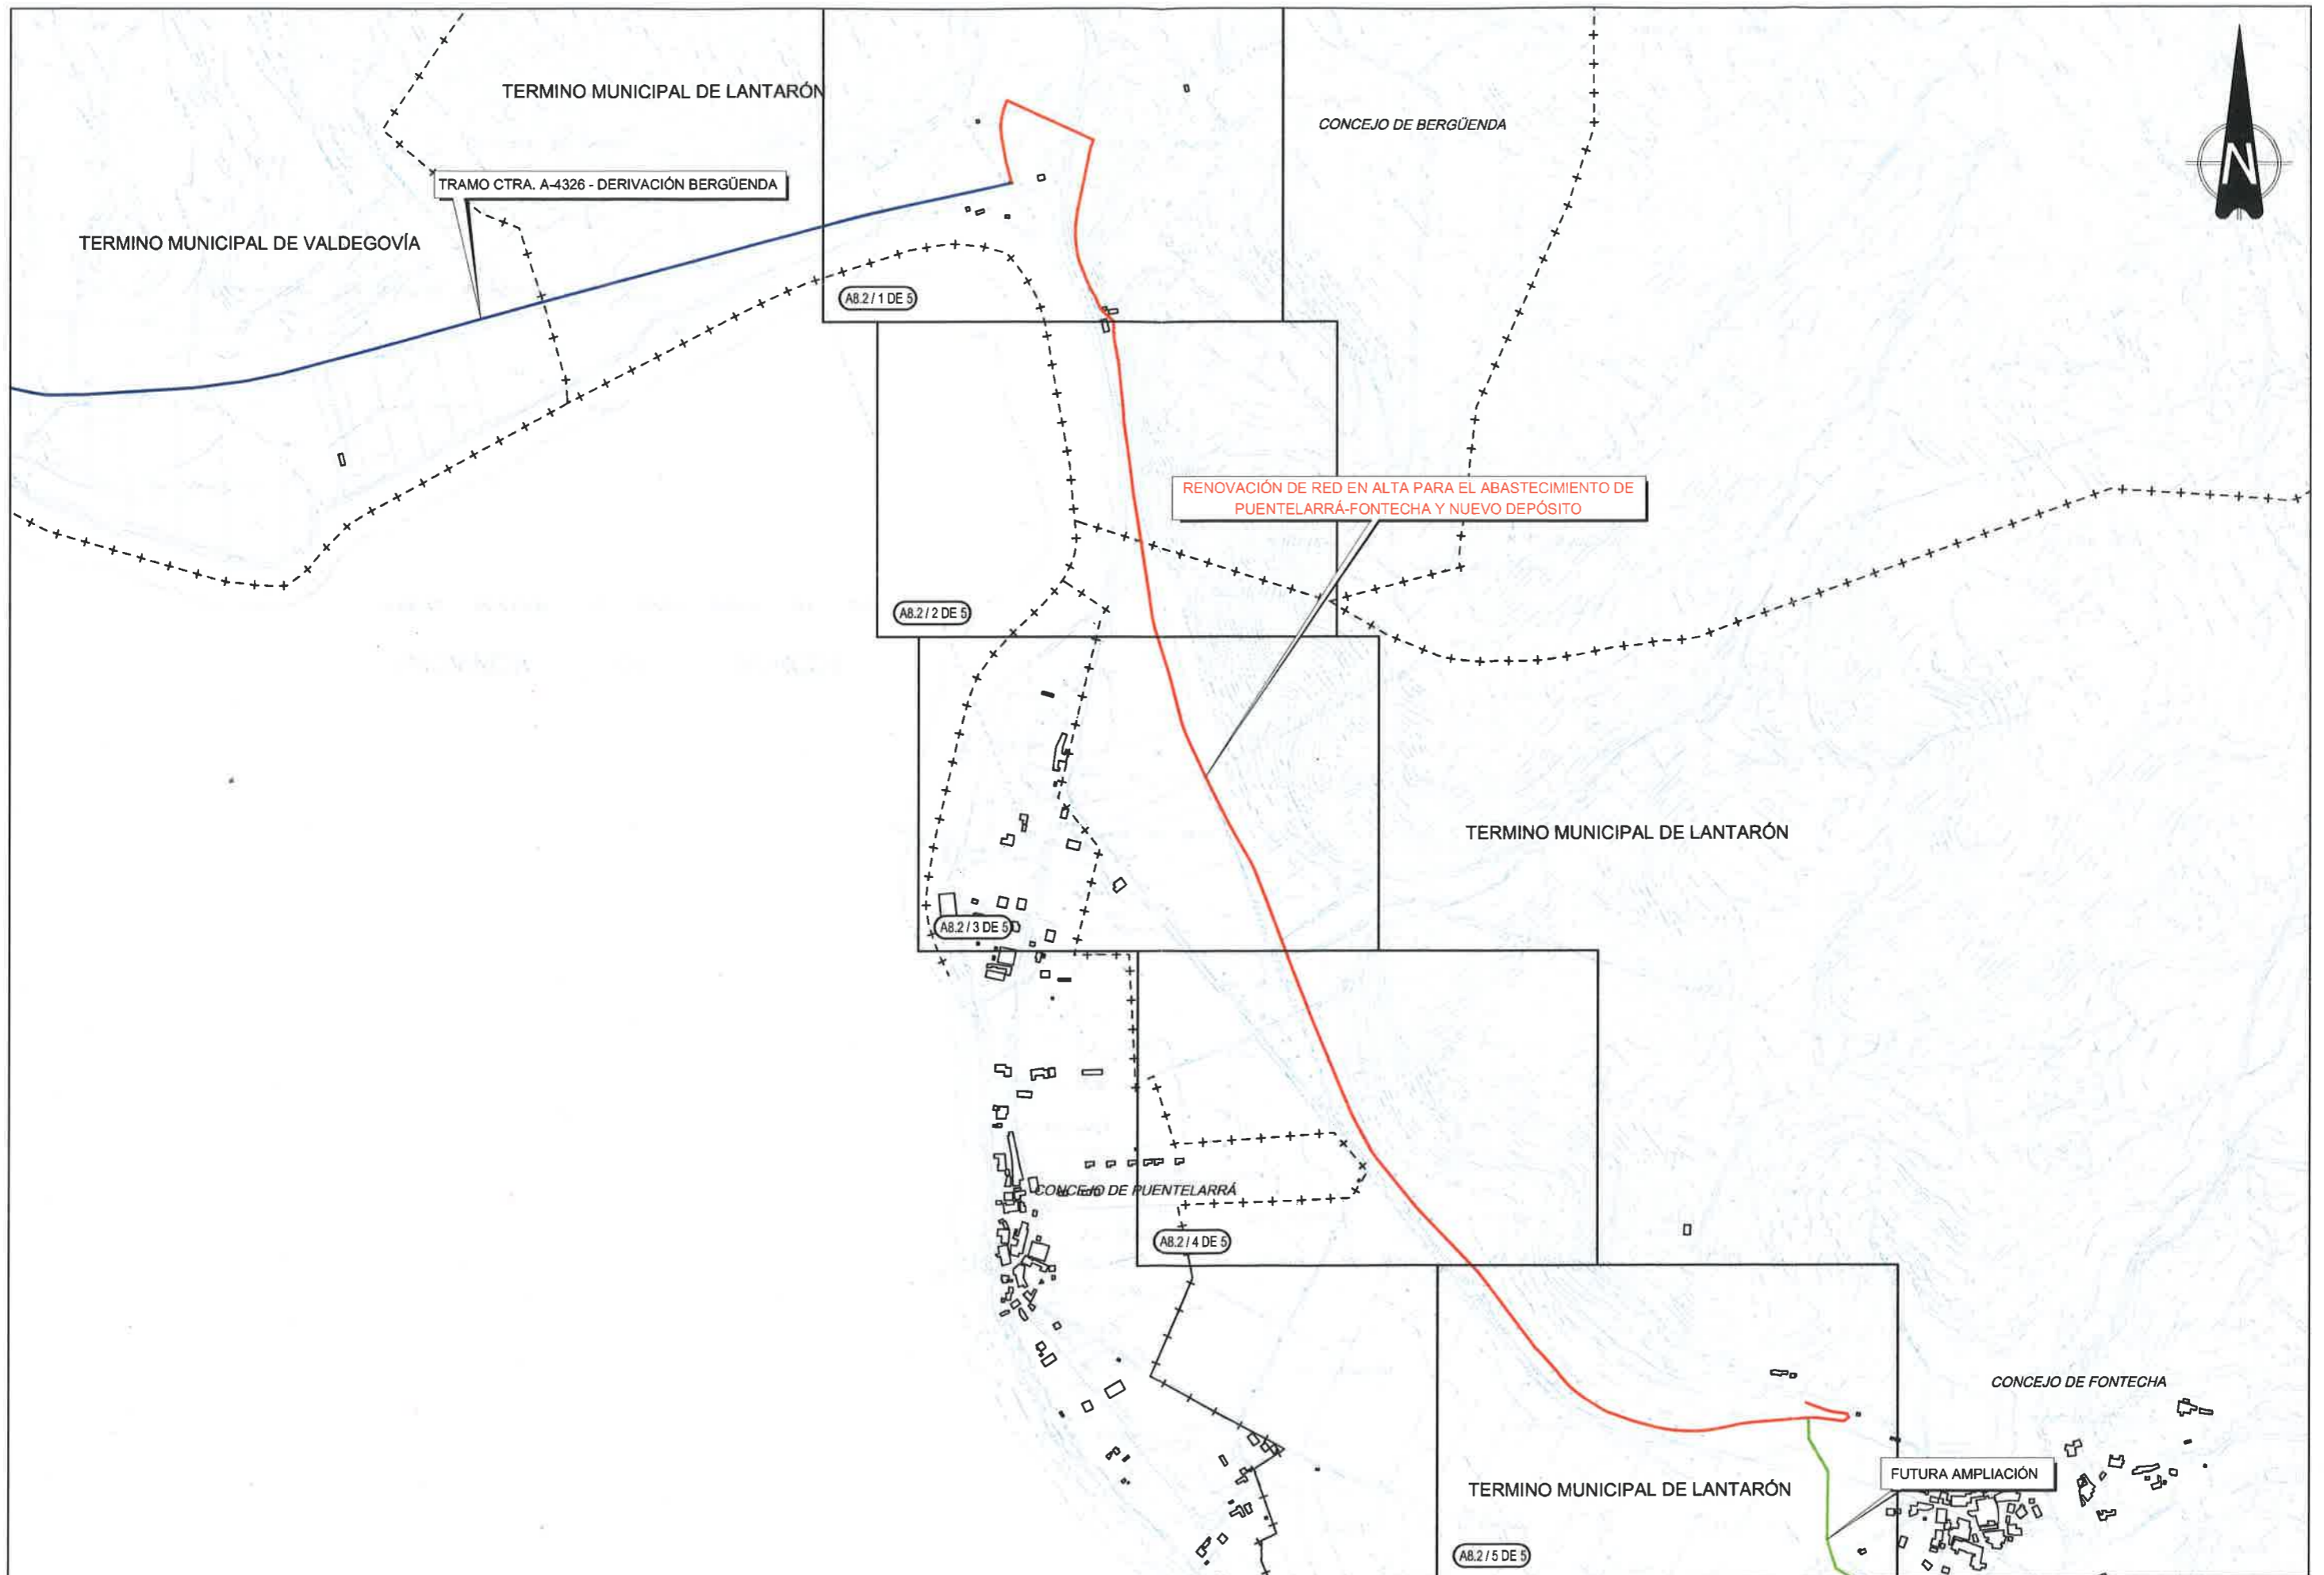 TERMINO MUNICIPAL DE LANTARÓN
CONCEJO DE BERGÜENDA
N
TRAMO CTRA. A-4326 - DERIVACIÓN BERGÜENDA
TERMINO MUNICIPAL DE VALDEGOVÍA
A8.2 / 1 DE 5
RENOVACIÓN DE RED EN ALTA PARA EL ABASTECIMIENTO DE
PUENTELARRÁ-FONTECHA Y NUEVO DEPÓSITO
A8.2 / 2 DE 5
TERMINO MUNICIPAL DE LANTARÓN
A8.2 / 3 DE 5
CONCEJO DE PUENTELARRÁ
A8.2 / 4 DE 5
CONCEJO DE FONTECHA
FUTURA AMPLIACIÓN
TERMINO MUNICIPAL DE LANTARÓN
A8.2 / 5 DE 5